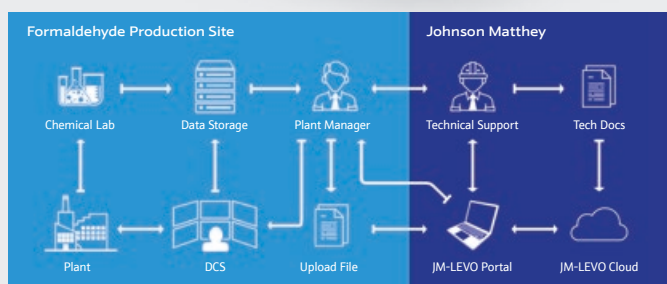 Formaldehyde Production Site
Johnson Matthey
Chemical Lab
Data Storage
Plant Manager
Technical Support
Tech Docs
Plant
DCS
Upload File
JM-LEVO Portal
JM-LEVO Cloud